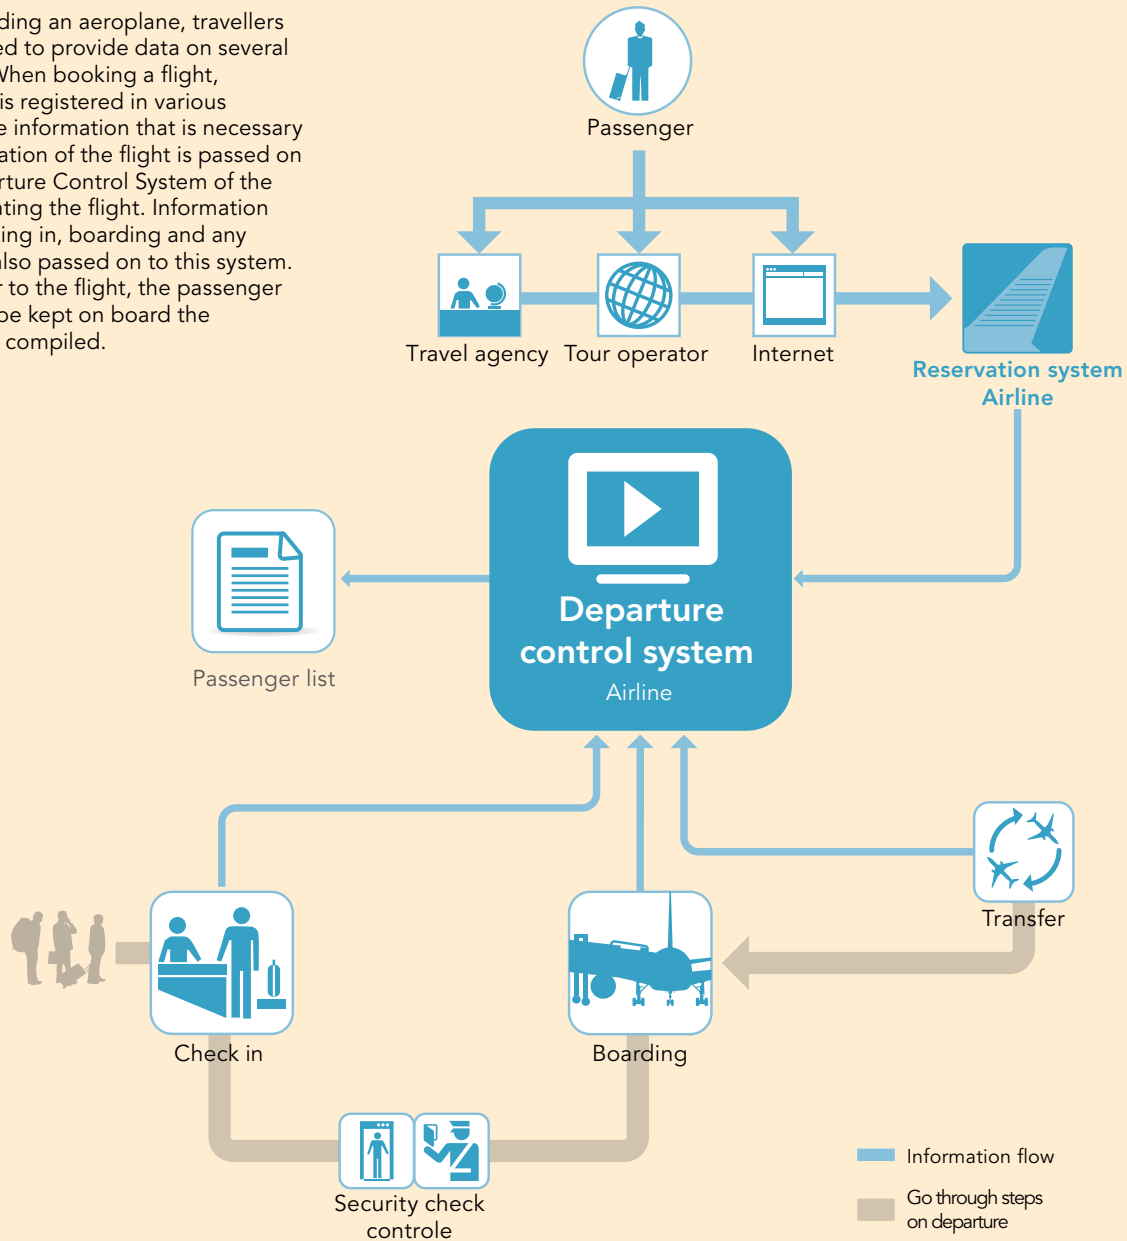 ding an aeroplane, travellers
ed to provide data on several
When booking a flight,
is registered in various
e information that is necessary
ation of the flight is passed on
arture Control System of the
ating the flight. Information
ing in, boarding and any
also passed on to this system.
r to the flight, the passenger
be kept on board the
compiled.
Passenger
Travel agency Tour operator Internet
Reservation system
Airline
Departure
control system
Airline
Passenger list
Transfer
Check in
Boarding
Security check
controle
Information flow
Go through steps
on departure